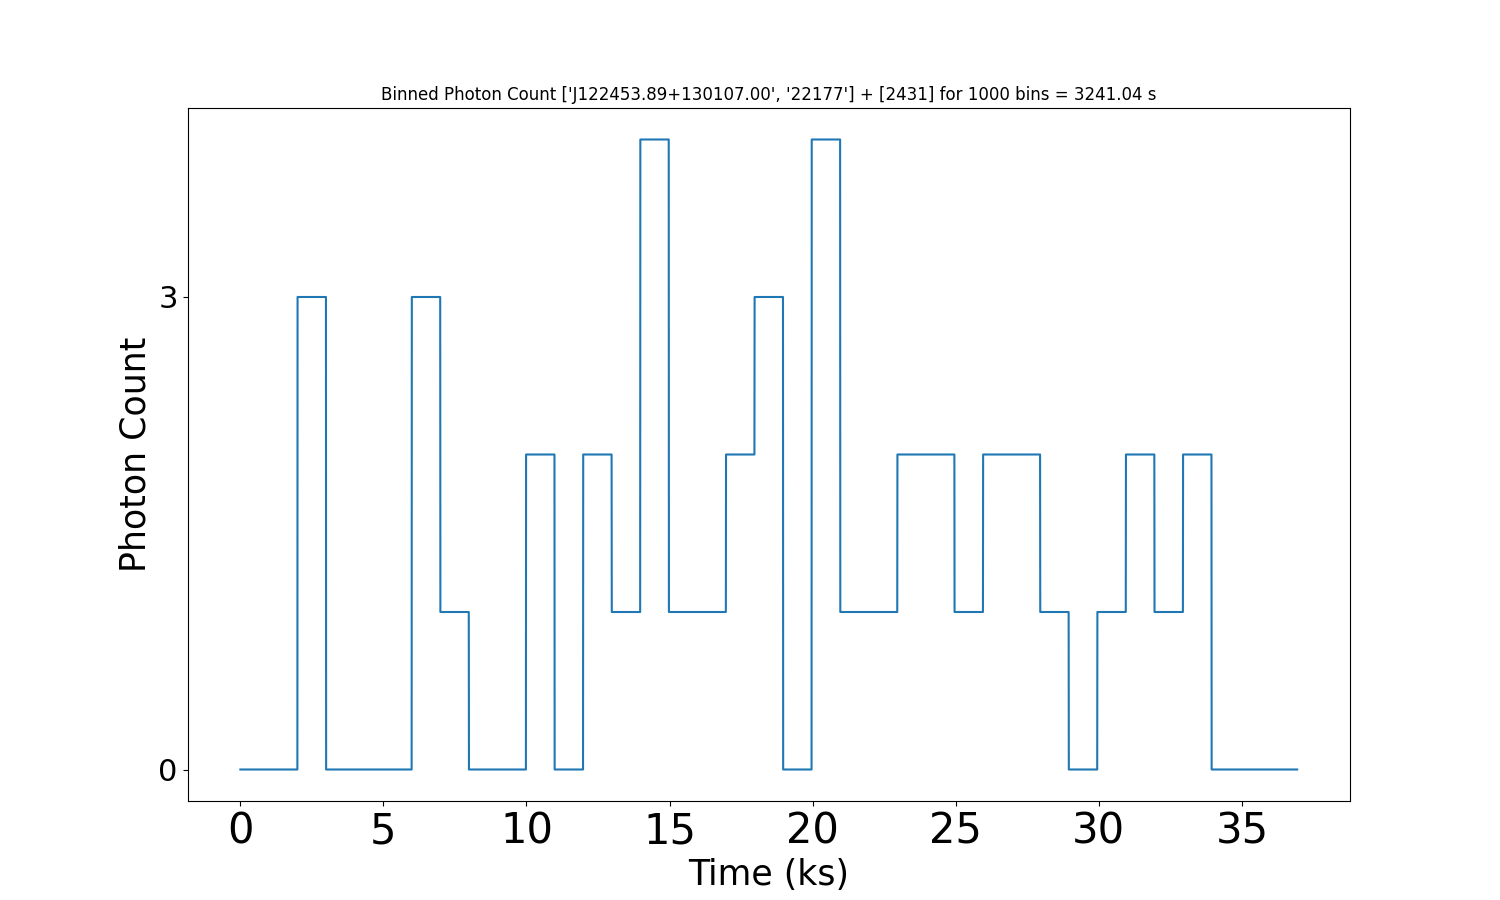 Binned Photon Count ['J122453.89+130107.00', '22177'] + [2431] for 1000 bins = 3241.04 s
3
0
Photon Count
0 5 10 15 20 25 30 35
Time (ks)